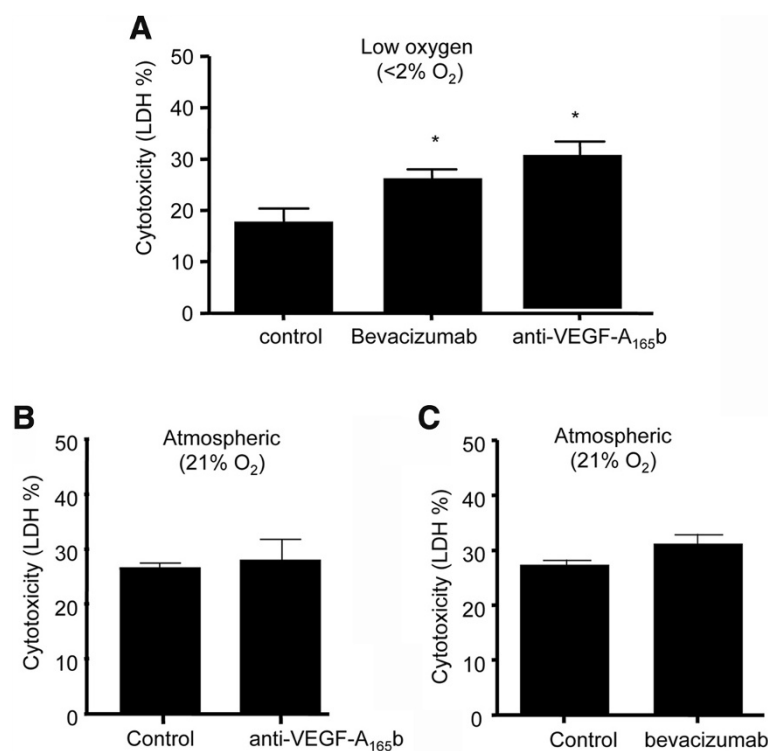 A
Low oxygen
(<2% O₂)
Cytotoxicity (LDH %)
50
40
30
20
10
0
*
*
control Bevacizumab anti-VEGF-A₁₆₅b
B
Atmospheric
(21% O₂)
Cytotoxicity (LDH %)
50
40
30
20
10
0
Control anti-VEGF-A₁₆₅b
C
Atmospheric
(21% O₂)
Cytotoxicity (LDH %)
50
40
30
20
10
0
Control bevacizumab